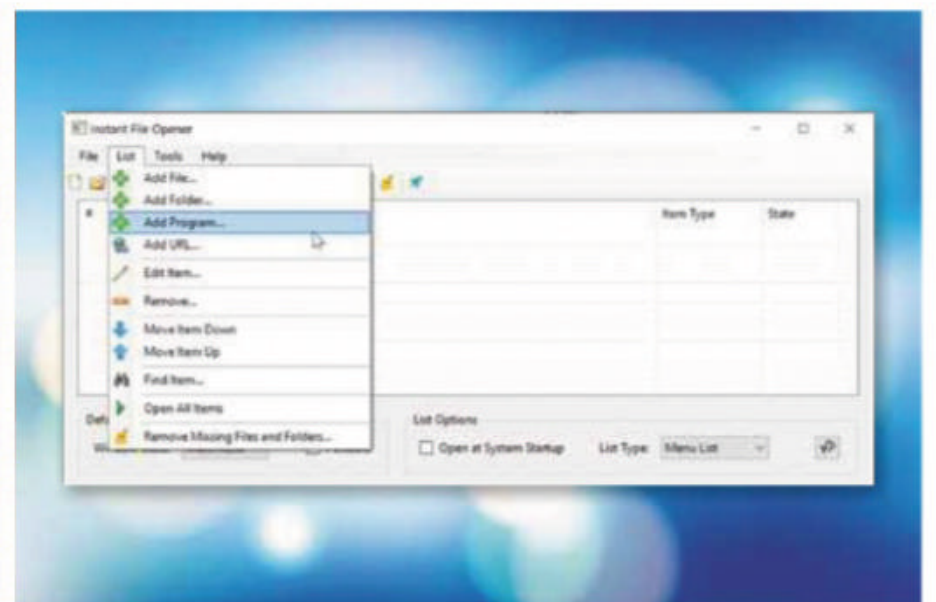 Instant File Opener
File List Tools Help
Add File...
Add Folder...
# Item Type State
Add Program...
Add URL...
Edit Item...
Remove...
Move Item Down
Move Item Up
Find Item...
Open All Items
List Options
Remove Missing Files and Folders...
Open at System Startup List Type: Menu List